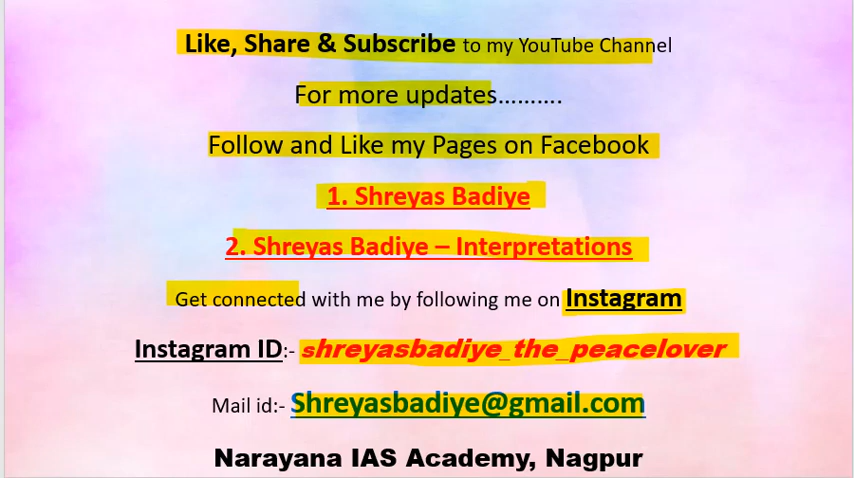 Like, Share & Subscribe to my YouTube Channel
For more updates..........
Follow and Like my Pages on Facebook
1. Shreyas Badiye
2. Shreyas Badiye – Interpretations
Get connected with me by following me on Instagram
Instagram ID:- shreyasbadiye_the_peacelover
Mail id:- Shreyasbadiye@gmail.com
Narayana IAS Academy, Nagpur